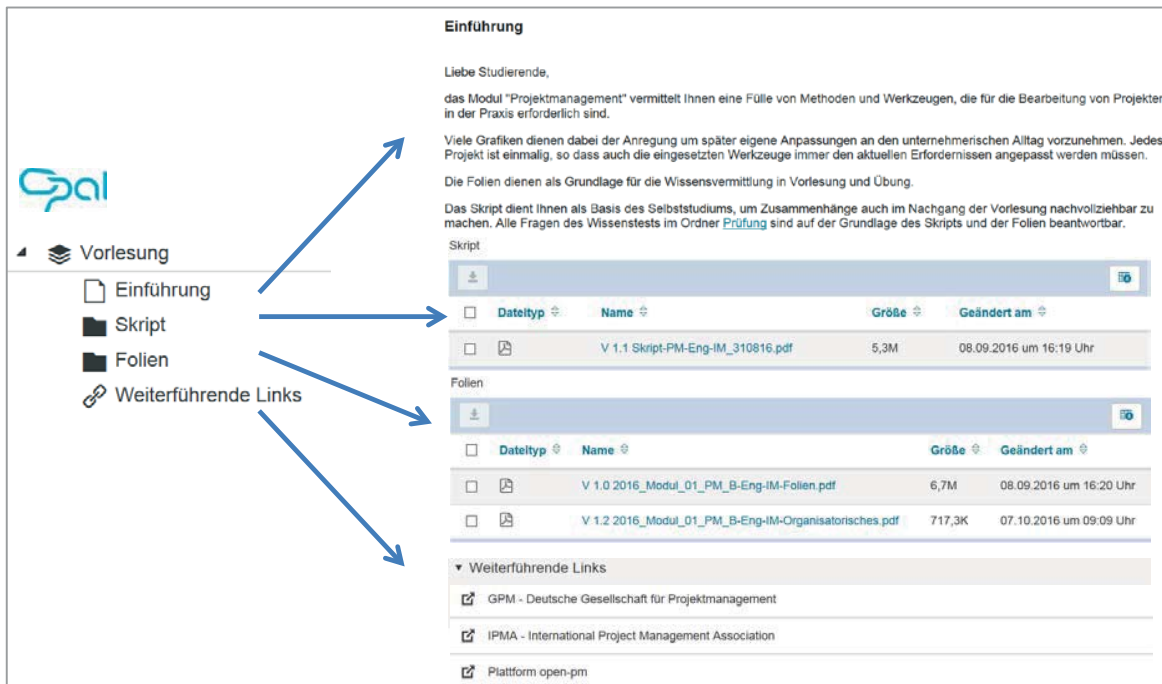 Opal
Vorlesung
Einführung
Skript
Folien
Weiterführende Links
Einführung
Liebe Studierende,
das Modul "Projektmanagement" vermittelt Ihnen eine Fülle von Methoden und Werkzeugen, die für die Bearbeitung von Projekten
in der Praxis erforderlich sind.
Viele Grafiken dienen dabei der Anregung um später eigene Anpassungen an den unternehmerischen Alltag vorzunehmen. Jedes
Projekt ist einmalig, so dass auch die eingesetzten Werkzeuge immer den aktuellen Erfordernissen angepasst werden müssen.
Die Folien dienen als Grundlage für die Wissensvermittlung in Vorlesung und Übung.
Das Skript dient Ihnen als Basis des Selbststudiums, um Zusammenhänge auch im Nachgang der Vorlesung nachvollziehbar zu
machen. Alle Fragen des Wissenstests im Ordner Prüfung sind auf der Grundlage des Skripts und der Folien beantwortbar.
Skript
Dateityp Name Größe Geändert am
V 1.1 Skript-PM-Eng-IM_310816.pdf 5,3M 08.09.2016 um 16:19 Uhr
Folien
Dateityp Name Größe Geändert am
V 1.0 2016_Modul_01_PM_B-Eng-IM-Folien.pdf 6,7M 08.09.2016 um 16:20 Uhr
V 1.2 2016_Modul_01_PM_B-Eng-IM-Organisatorisches.pdf 717,3K 07.10.2016 um 09:09 Uhr
Weiterführende Links
GPM - Deutsche Gesellschaft für Projektmanagement
IPMA - International Project Management Association
Plattform open-pm